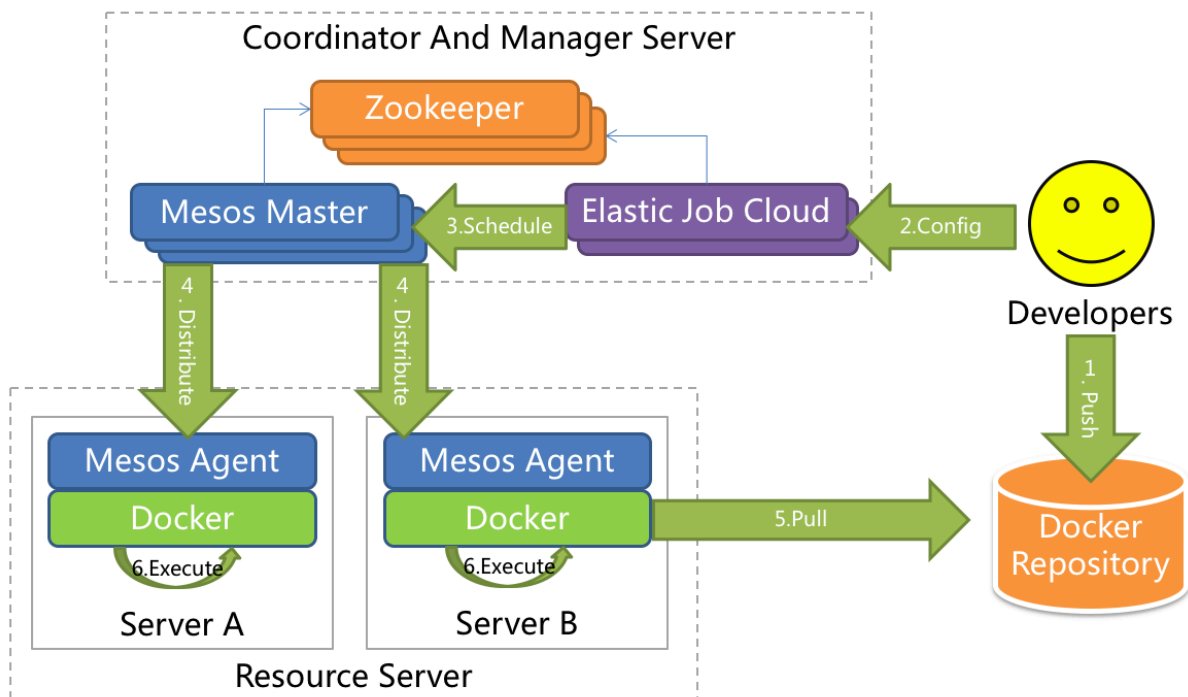 Coordinator And Manager Server
Zookeeper
Mesos Master
3.Schedule
Elastic Job Cloud
2.Config
Developers
4. Distribute
4. Distribute
1. Push
Mesos Agent
Docker
6.Execute
Server A
Mesos Agent
Docker
6.Execute
Server B
5.Pull
Docker
Repository
Resource Server